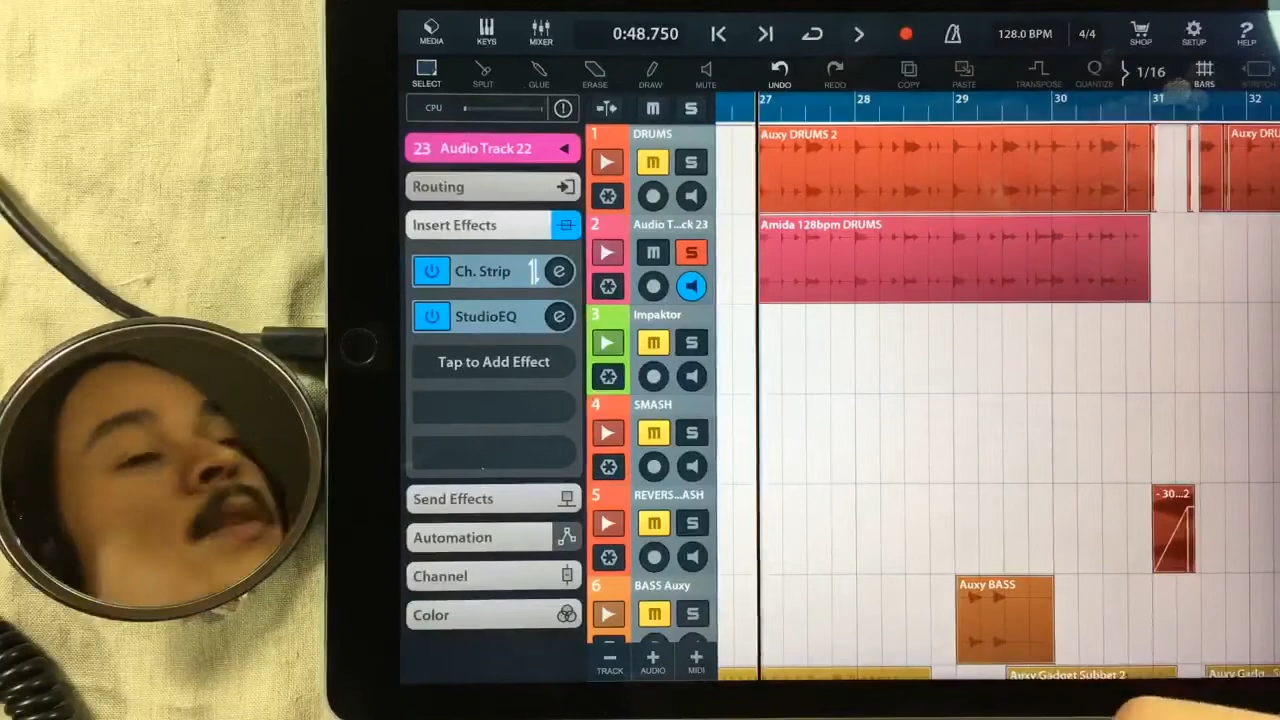 MEDIA KEYS MIXER 0:48.750 128.0 BPM 4/4 SHOP SETUP HELP
SELECT SPLIT GLUE ERASE DRAW MUTE UNDO REDO COPY PASTE TRANSPOSE QUANTIZE 1/16 BARS STRETCH
CPU
m S
27 28 29 30 31 32
23 Audio Track 22
Routing
Insert Effects
Ch. Strip e
StudioEQ e
Tap to Add Effect
Send Effects
Automation
Channel
Color
1 DRUMS
m S
2 Audio T...ck 23
m S
3 Impaktor
m S
4 SMASH
m S
5 REVERS....ASH
m S
6 BASS Auxy
m S
TRACK AUDIO MIDI
Auxy DRUMS 2
Auxy DRU
Amida 128bpm DRUMS
- 30...2
Auxy BASS
Auxy Gadget Subber 2